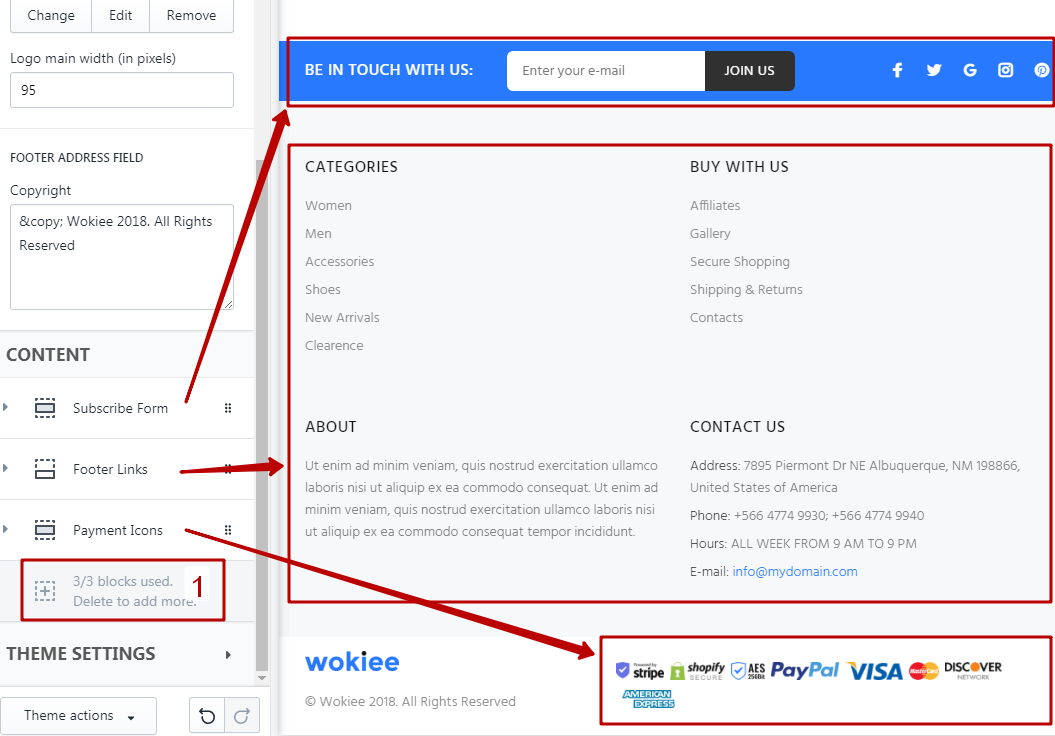 Change Edit Remove
Logo main width (in pixels)
95
FOOTER ADDRESS FIELD
Copyright
&copy; Wokiee 2018. All Rights
Reserved
CONTENT
Subscribe Form
Footer Links
Payment Icons
3/3 blocks used.
Delete to add more.
1
THEME SETTINGS
Theme actions
BE IN TOUCH WITH US:
Enter your e-mail
JOIN US
CATEGORIES
Women
Men
Accessories
Shoes
New Arrivals
Clearence
BUY WITH US
Affiliates
Gallery
Secure Shopping
Shipping & Returns
Contacts
ABOUT
Ut enim ad minim veniam, quis nostrud exercitation ullamco
laboris nisi ut aliquip ex ea commodo consequat. Ut enim ad
minim veniam, quis nostrud exercitation ullamco laboris nisi
ut aliquip ex ea commodo consequat tempor incididunt.
CONTACT US
Address: 7895 Piermont Dr NE Albuquerque, NM 198866,
United States of America
Phone: +566 4774 9930; +566 4774 9940
Hours: ALL WEEK FROM 9 AM TO 9 PM
E-mail: info@mydomain.com
wokiee
© Wokiee 2018. All Rights Reserved
Powered by
stripe
shopify
SECURE
AES
256Bit
PayPal
VISA
MasterCard
DISCOVER
NETWORK
AMERICAN
EXPRESS